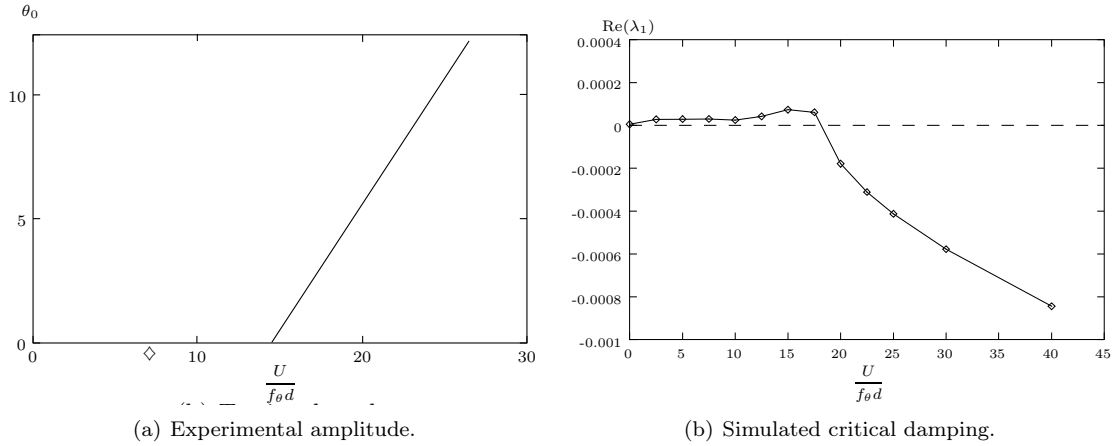 θ₀
10
5
0
0
10
20
30
U
f_θ d
(a) Experimental amplitude.
Re(λ₁)
0.0004
0.0002
0
-0.0002
-0.0004
-0.0006
-0.0008
-0.001
0 5 10 15 20 25 30 35 40 45
U
f_θ d
(b) Simulated critical damping.